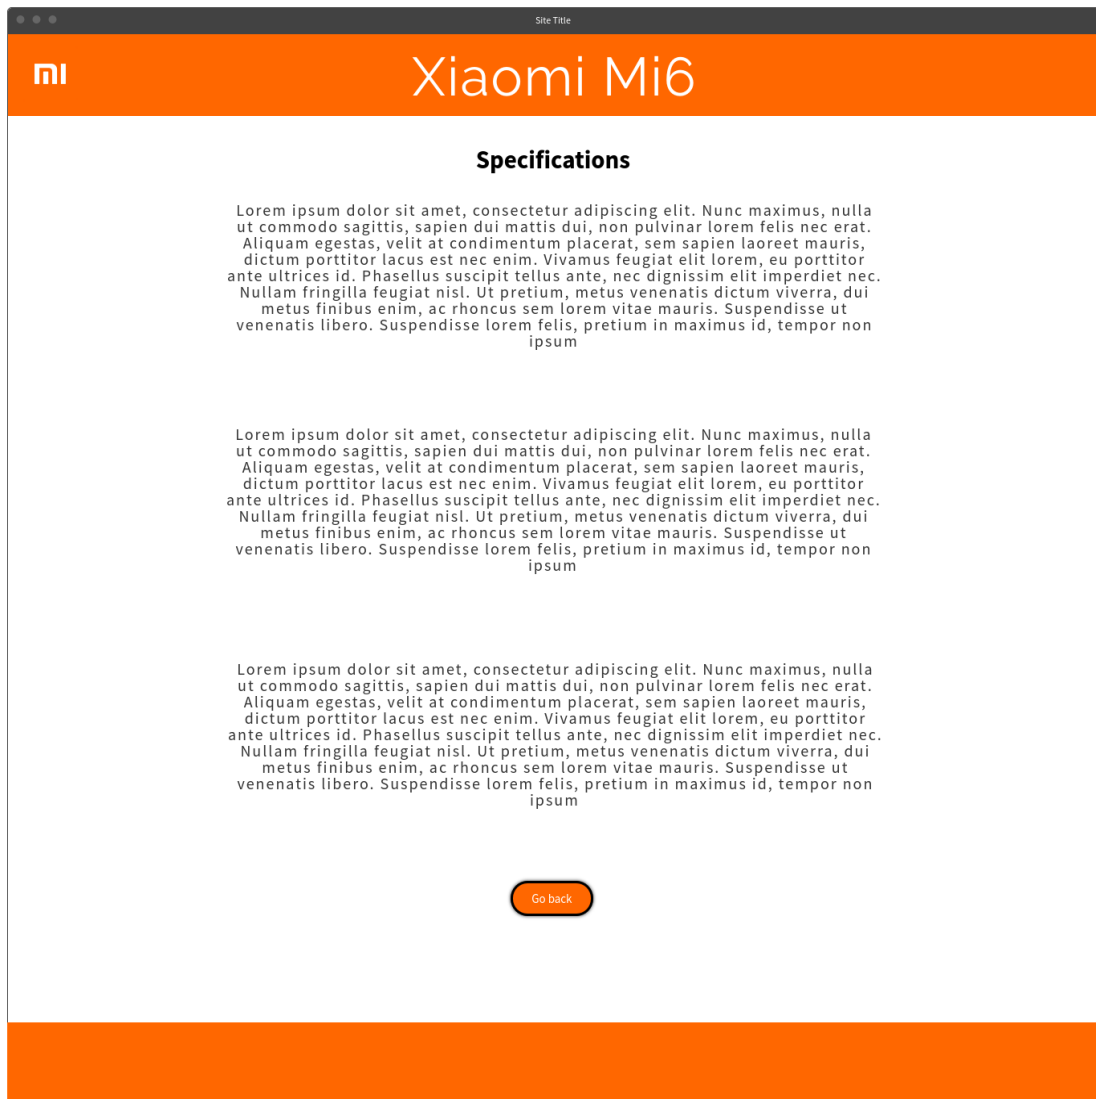 Site Title
mi
Xiaomi Mi6
Specifications
Lorem ipsum dolor sit amet, consectetur adipiscing elit. Nunc maximus, nulla
ut commodo sagittis, sapien dui mattis dui, non pulvinar lorem felis nec erat.
Aliquam egestas, velit at condimentum placerat, sem sapien laoreet mauris,
dictum porttitor lacus est nec enim. Vivamus feugiat elit lorem, eu porttitor
ante ultrices id. Phasellus suscipit tellus ante, nec dignissim elit imperdiet nec.
Nullam fringilla feugiat nisl. Ut pretium, metus venenatis dictum viverra, dui
metus finibus enim, ac rhoncus sem lorem vitae mauris. Suspendisse ut
venenatis libero. Suspendisse lorem felis, pretium in maximus id, tempor non
ipsum
Lorem ipsum dolor sit amet, consectetur adipiscing elit. Nunc maximus, nulla
ut commodo sagittis, sapien dui mattis dui, non pulvinar lorem felis nec erat.
Aliquam egestas, velit at condimentum placerat, sem sapien laoreet mauris,
dictum porttitor lacus est nec enim. Vivamus feugiat elit lorem, eu porttitor
ante ultrices id. Phasellus suscipit tellus ante, nec dignissim elit imperdiet nec.
Nullam fringilla feugiat nisl. Ut pretium, metus venenatis dictum viverra, dui
metus finibus enim, ac rhoncus sem lorem vitae mauris. Suspendisse ut
venenatis libero. Suspendisse lorem felis, pretium in maximus id, tempor non
ipsum
Lorem ipsum dolor sit amet, consectetur adipiscing elit. Nunc maximus, nulla
ut commodo sagittis, sapien dui mattis dui, non pulvinar lorem felis nec erat.
Aliquam egestas, velit at condimentum placerat, sem sapien laoreet mauris,
dictum porttitor lacus est nec enim. Vivamus feugiat elit lorem, eu porttitor
ante ultrices id. Phasellus suscipit tellus ante, nec dignissim elit imperdiet nec.
Nullam fringilla feugiat nisl. Ut pretium, metus venenatis dictum viverra, dui
metus finibus enim, ac rhoncus sem lorem vitae mauris. Suspendisse ut
venenatis libero. Suspendisse lorem felis, pretium in maximus id, tempor non
ipsum
Go back